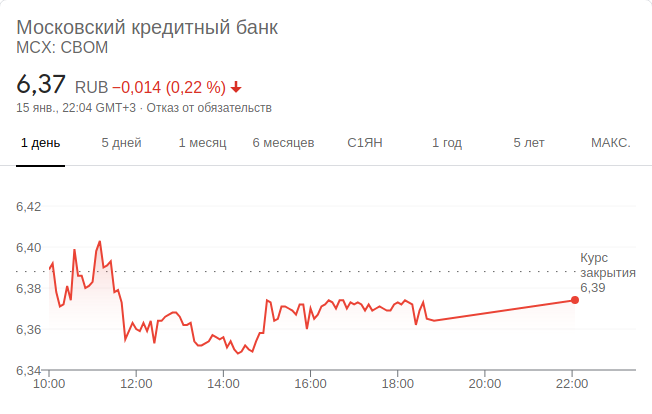 Московский кредитный банк
MCX: CBOM
6,37 RUB −0,014 (0,22 %)
15 янв., 22:04 GMT+3 · Отказ от обязательств
1 день 5 дней 1 месяц 6 месяцев С1ЯН 1 год 5 лет МАКС.
6,42
6,40
6,38
6,36
6,34
Курс
закрытия
6,39
10:00 12:00 14:00 16:00 18:00 20:00 22:00